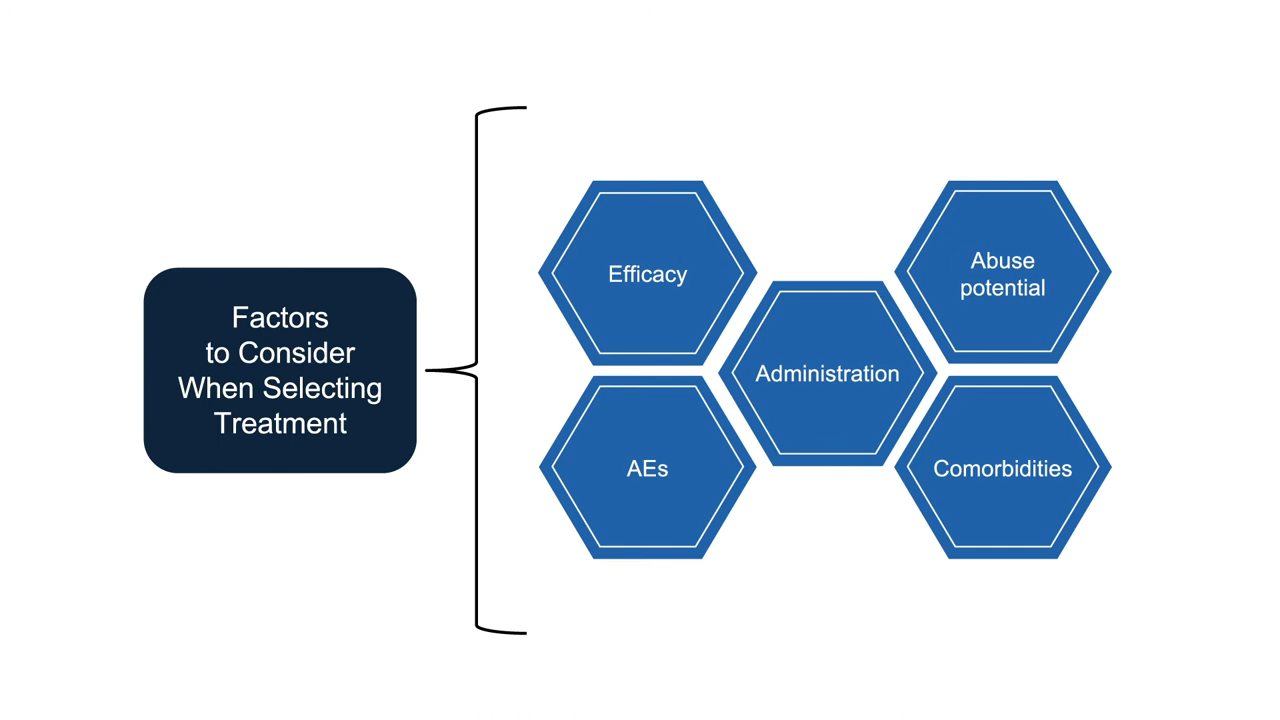 Factors
to Consider
When Selecting
Treatment
Efficacy
Abuse
potential
Administration
AEs
Comorbidities